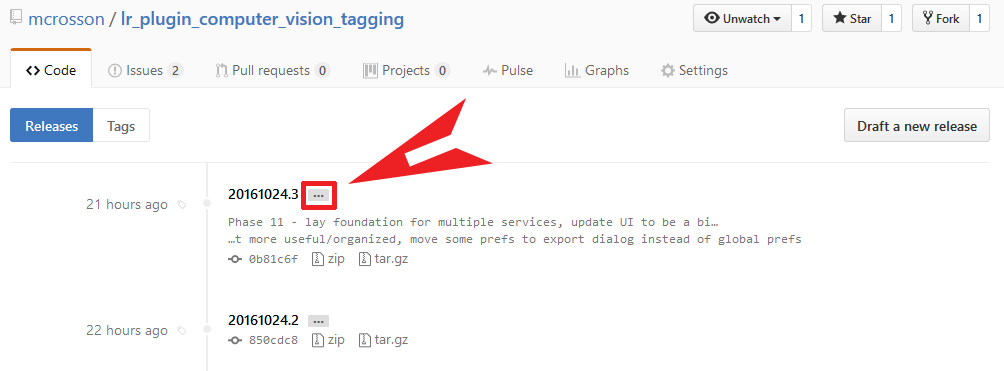 mcrosson / lr_plugin_computer_vision_tagging
Unwatch 1 Star 1 Fork 1
Code Issues 2 Pull requests 0 Projects 0 Pulse Graphs Settings
Releases Tags Draft a new release
21 hours ago 20161024.3 ...
Phase 11 - lay foundation for multiple services, update UI to be a bi…
…t more useful/organized, move some prefs to export dialog instead of global prefs
0b81c6f zip tar.gz
22 hours ago 20161024.2 ...
850cdc8 zip tar.gz